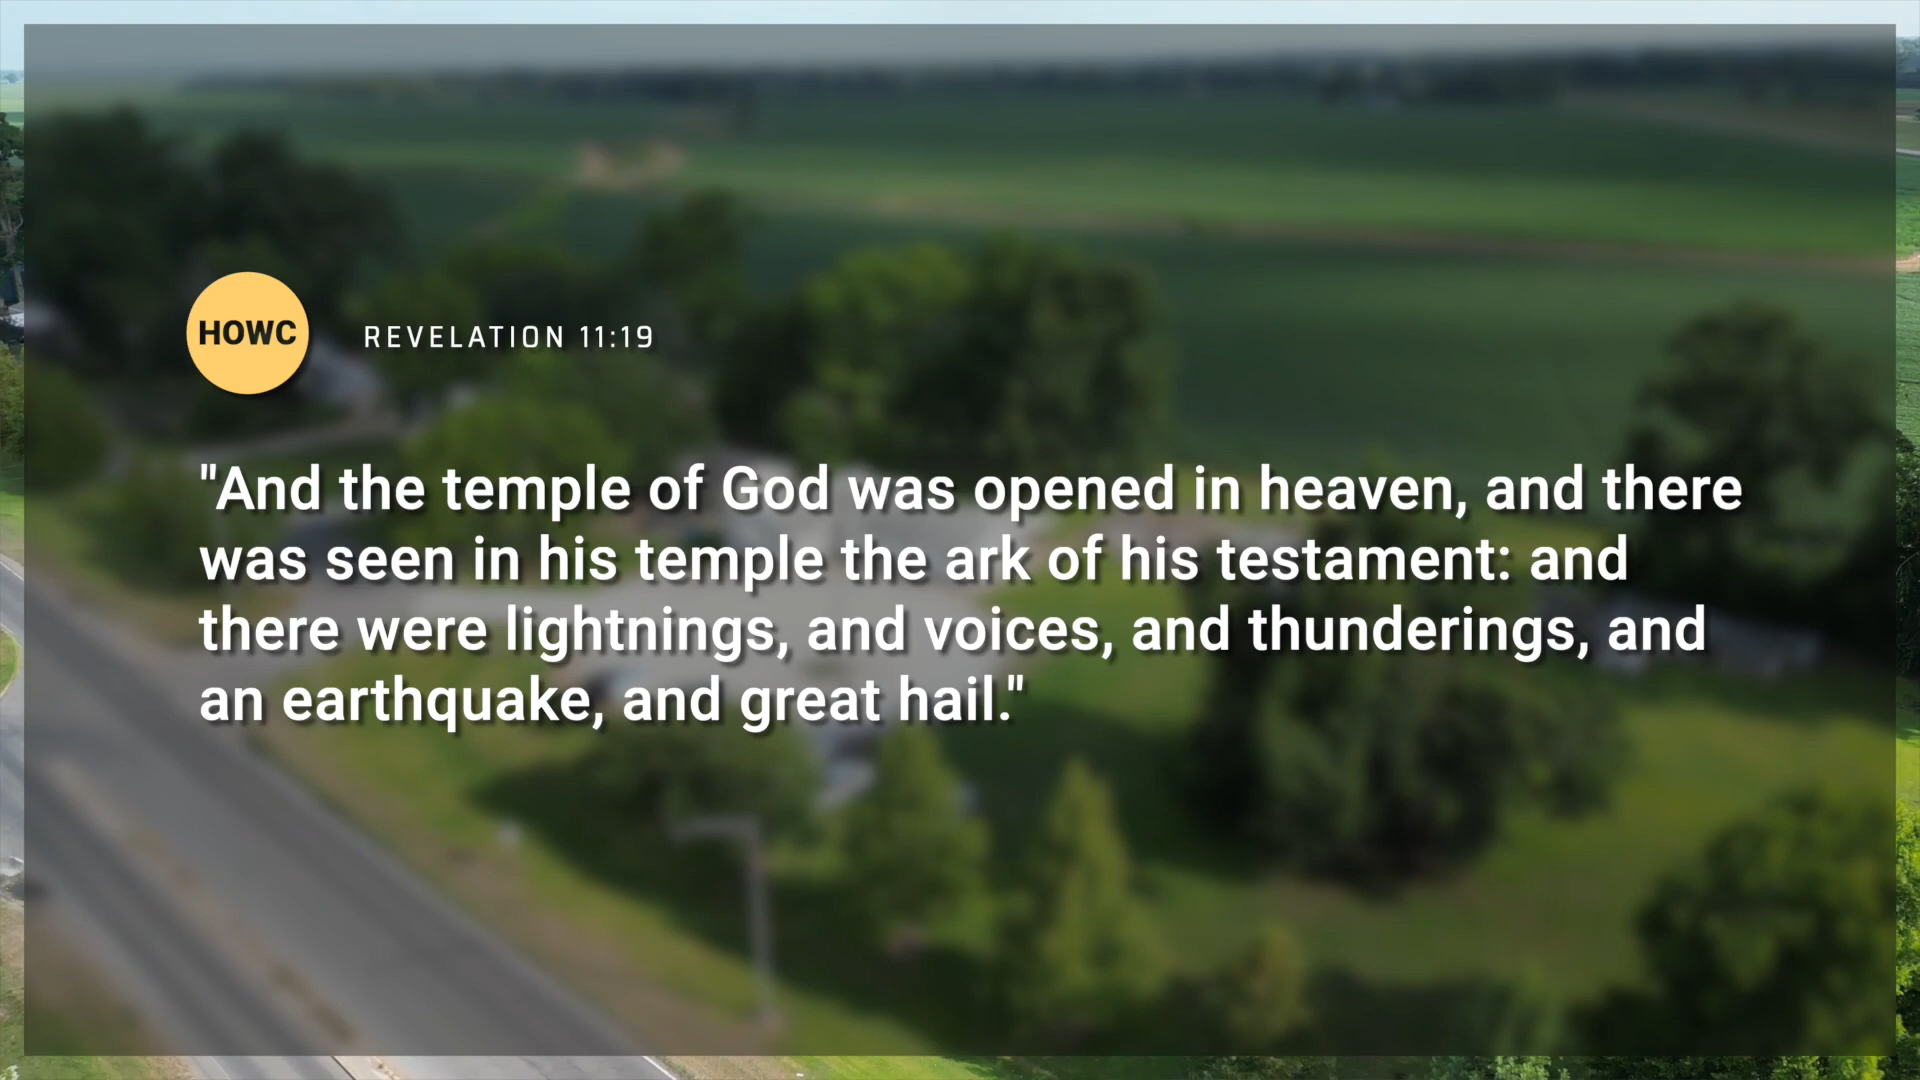 HOWC
REVELATION 11:19
"And the temple of God was opened in heaven, and there
was seen in his temple the ark of his testament: and
there were lightnings, and voices, and thunderings, and
an earthquake, and great hail."